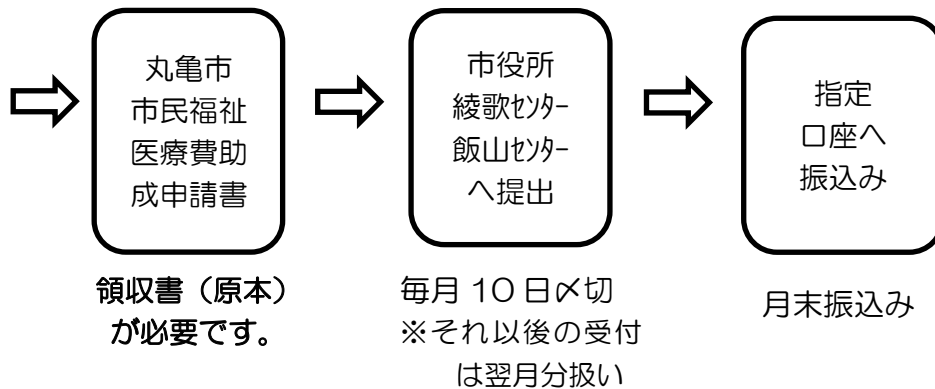 丸亀市
市民福祉
医療費助
成申請書
領収書（原本）
が必要です。
市役所
綾歌ｾﾝﾀｰ
飯山ｾﾝﾀｰ
へ提出
毎月10日〆切
※それ以後の受付
は翌月分扱い
指定
口座へ
振込み
月末振込み